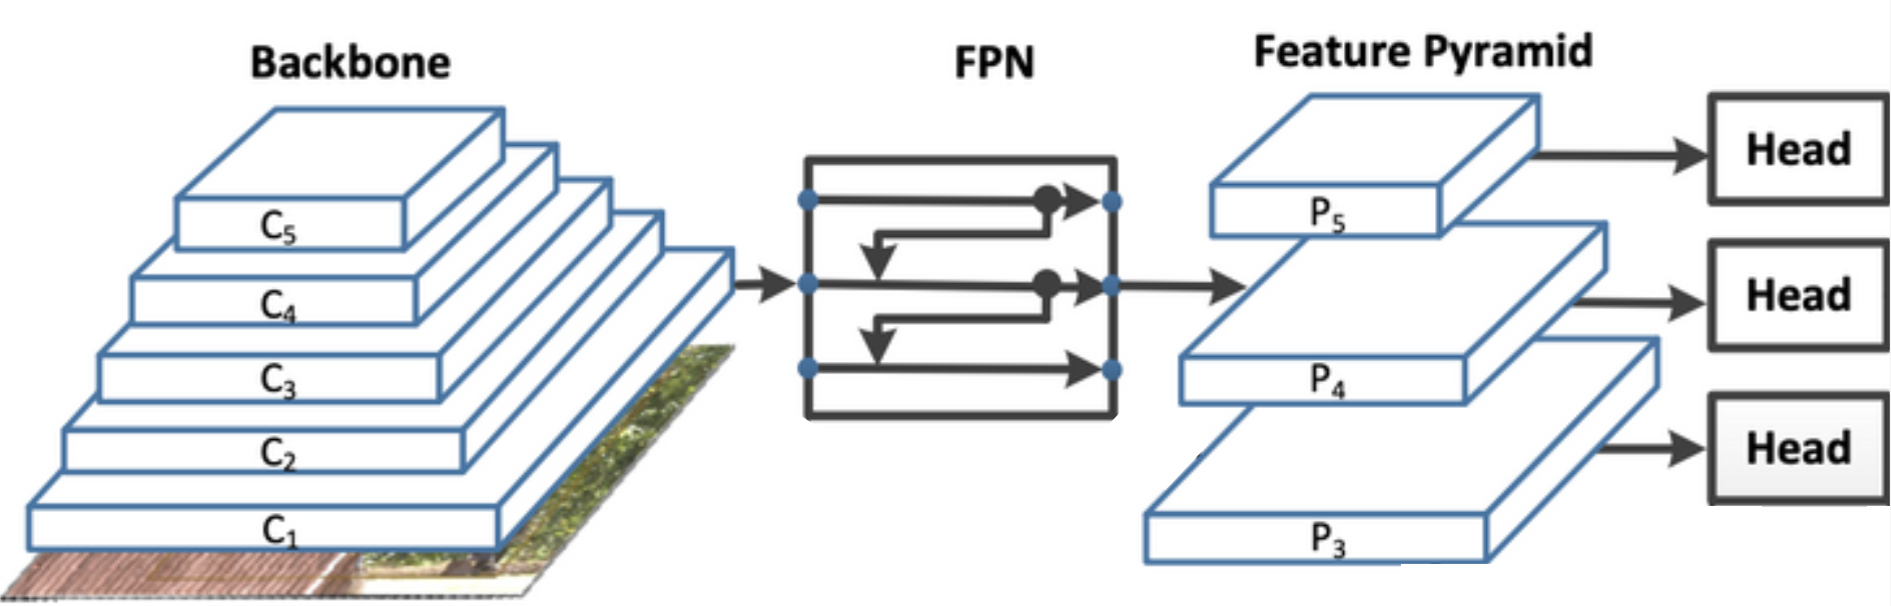 Backbone
FPN
Feature Pyramid
C5
C4
C3
C2
C1
P5
P4
P3
Head
Head
Head